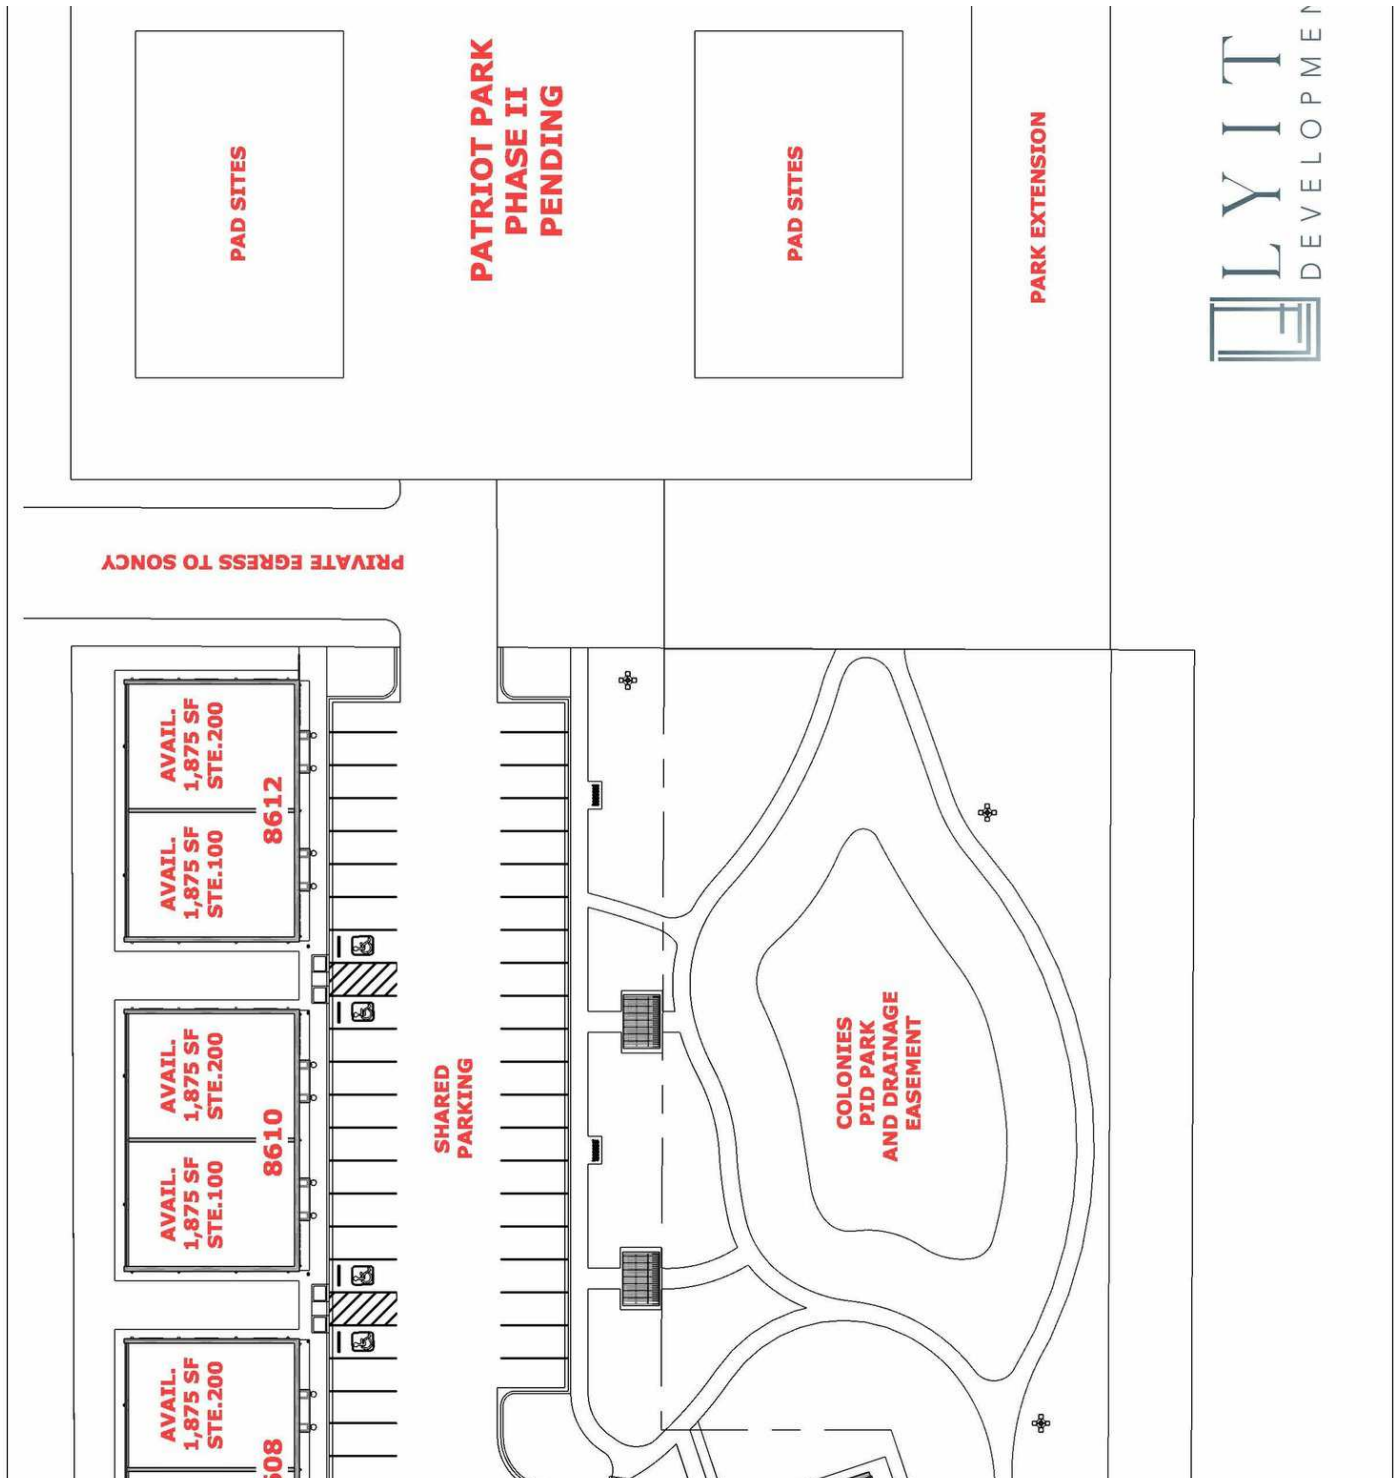 PATRIOT PARK
PHASE II
PENDING
PAD SITES
PAD SITES
PARK EXTENSION
LYIT
DEVELOPMEN
PRIVATE EGRESS TO SONCY
AVAIL.
1,875 SF
STE.200
AVAIL.
1,875 SF
STE.100
8612
AVAIL.
1,875 SF
STE.200
AVAIL.
1,875 SF
STE.100
8610
AVAIL.
1,875 SF
STE.200
608
SHARED
PARKING
COLONIES
PID PARK
AND DRAINAGE
EASEMENT